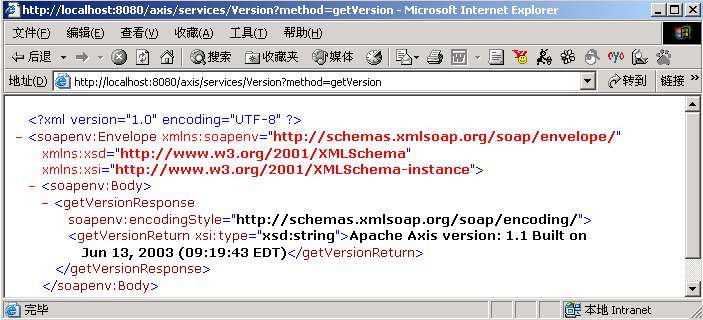 http://localhost:8080/axis/services/Version?method=getVersion - Microsoft Internet Explorer
文件(F) 编辑(E) 查看(V) 收藏(A) 工具(T) 帮助(H)
后退 搜索 收藏夹 媒体
地址(D) http://localhost:8080/axis/services/Version?method=getVersion 转到 链接 »
<?xml version="1.0" encoding="UTF-8" ?>
- <soapenv:Envelope xmlns:soapenv="http://schemas.xmlsoap.org/soap/envelope/"
xmlns:xsd="http://www.w3.org/2001/XMLSchema"
xmlns:xsi="http://www.w3.org/2001/XMLSchema-instance">
- <soapenv:Body>
- <getVersionResponse
soapenv:encodingStyle="http://schemas.xmlsoap.org/soap/encoding/">
<getVersionReturn xsi:type="xsd:string">Apache Axis version: 1.1 Built on
Jun 13, 2003 (09:19:43 EDT)</getVersionReturn>
</getVersionResponse>
</soapenv:Body>
完毕 本地 Intranet